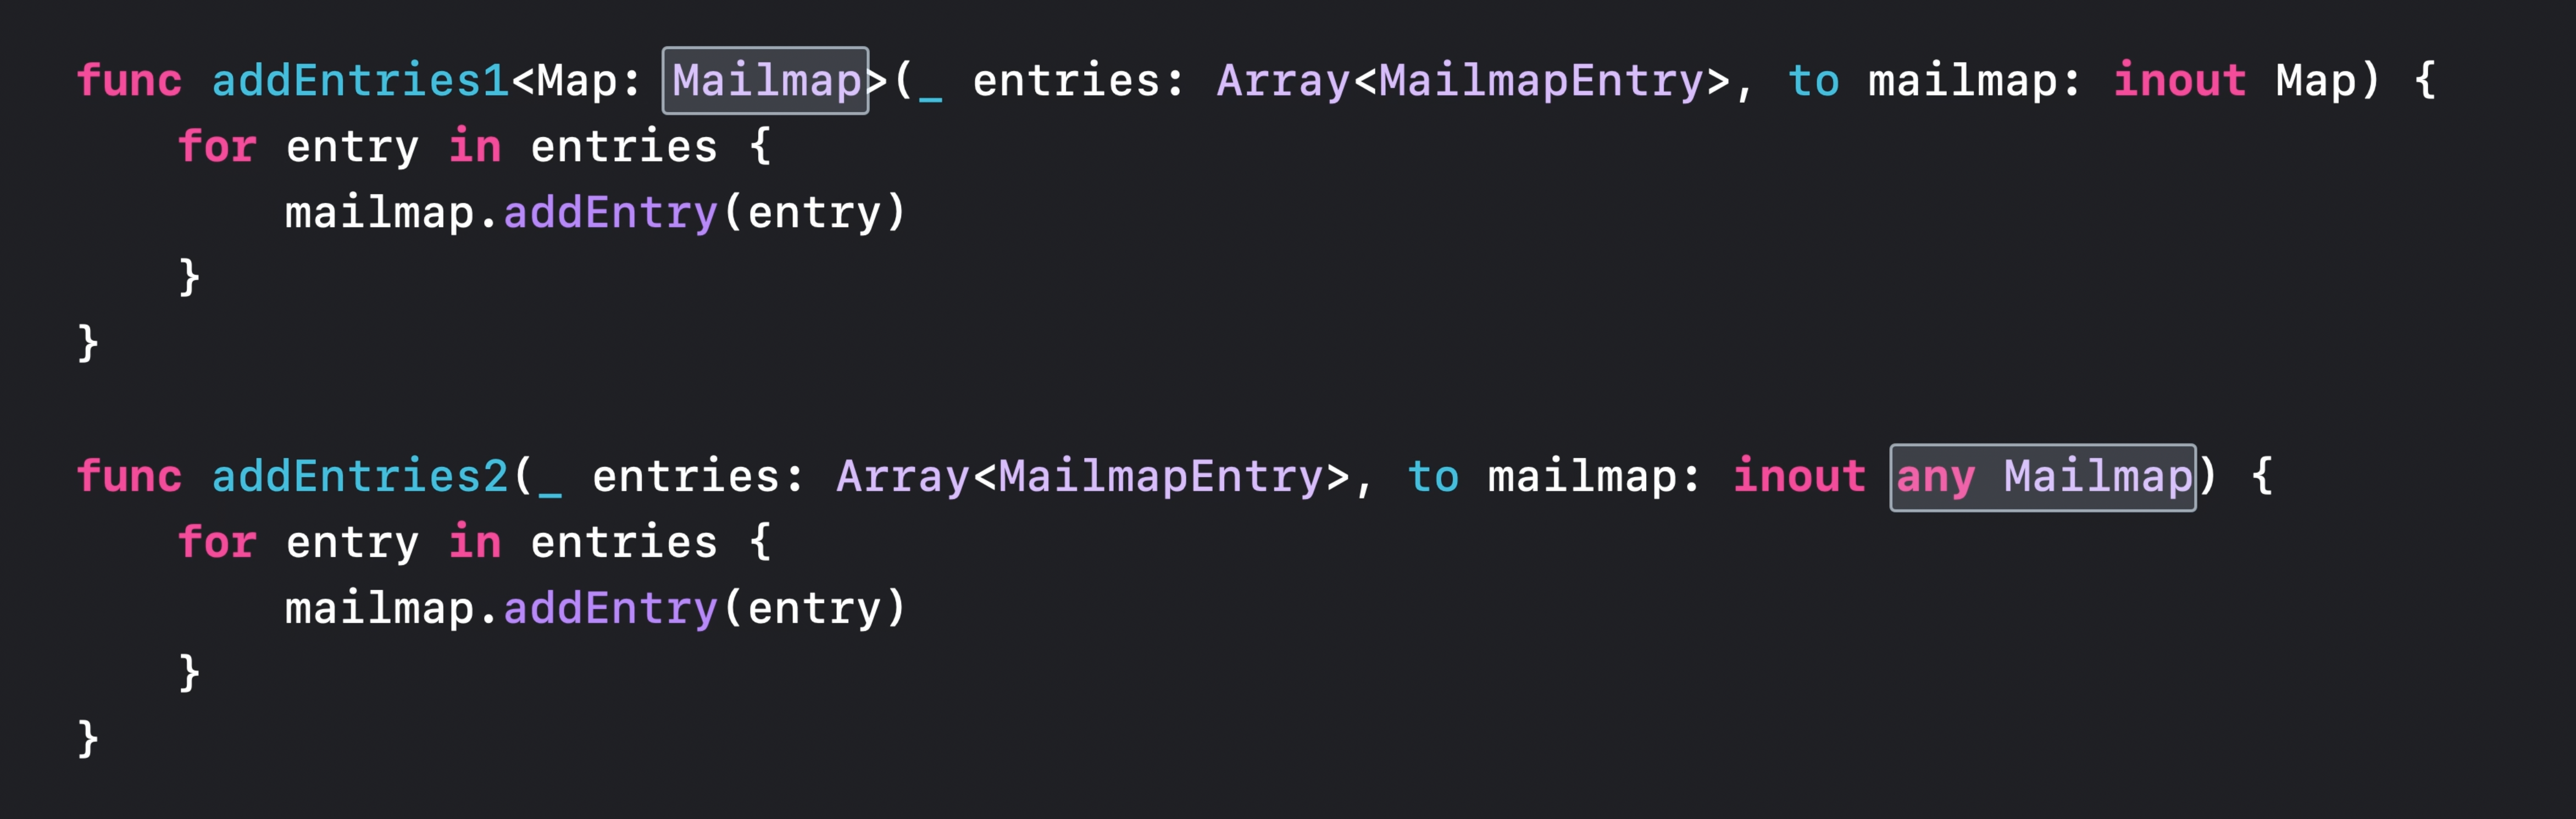 func addEntries1<Map: Mailmap>(_ entries: Array<MailmapEntry>, to mailmap: inout Map) {
    for entry in entries {
        mailmap.addEntry(entry)
    }
}

func addEntries2(_ entries: Array<MailmapEntry>, to mailmap: inout any Mailmap) {
    for entry in entries {
        mailmap.addEntry(entry)
    }
}